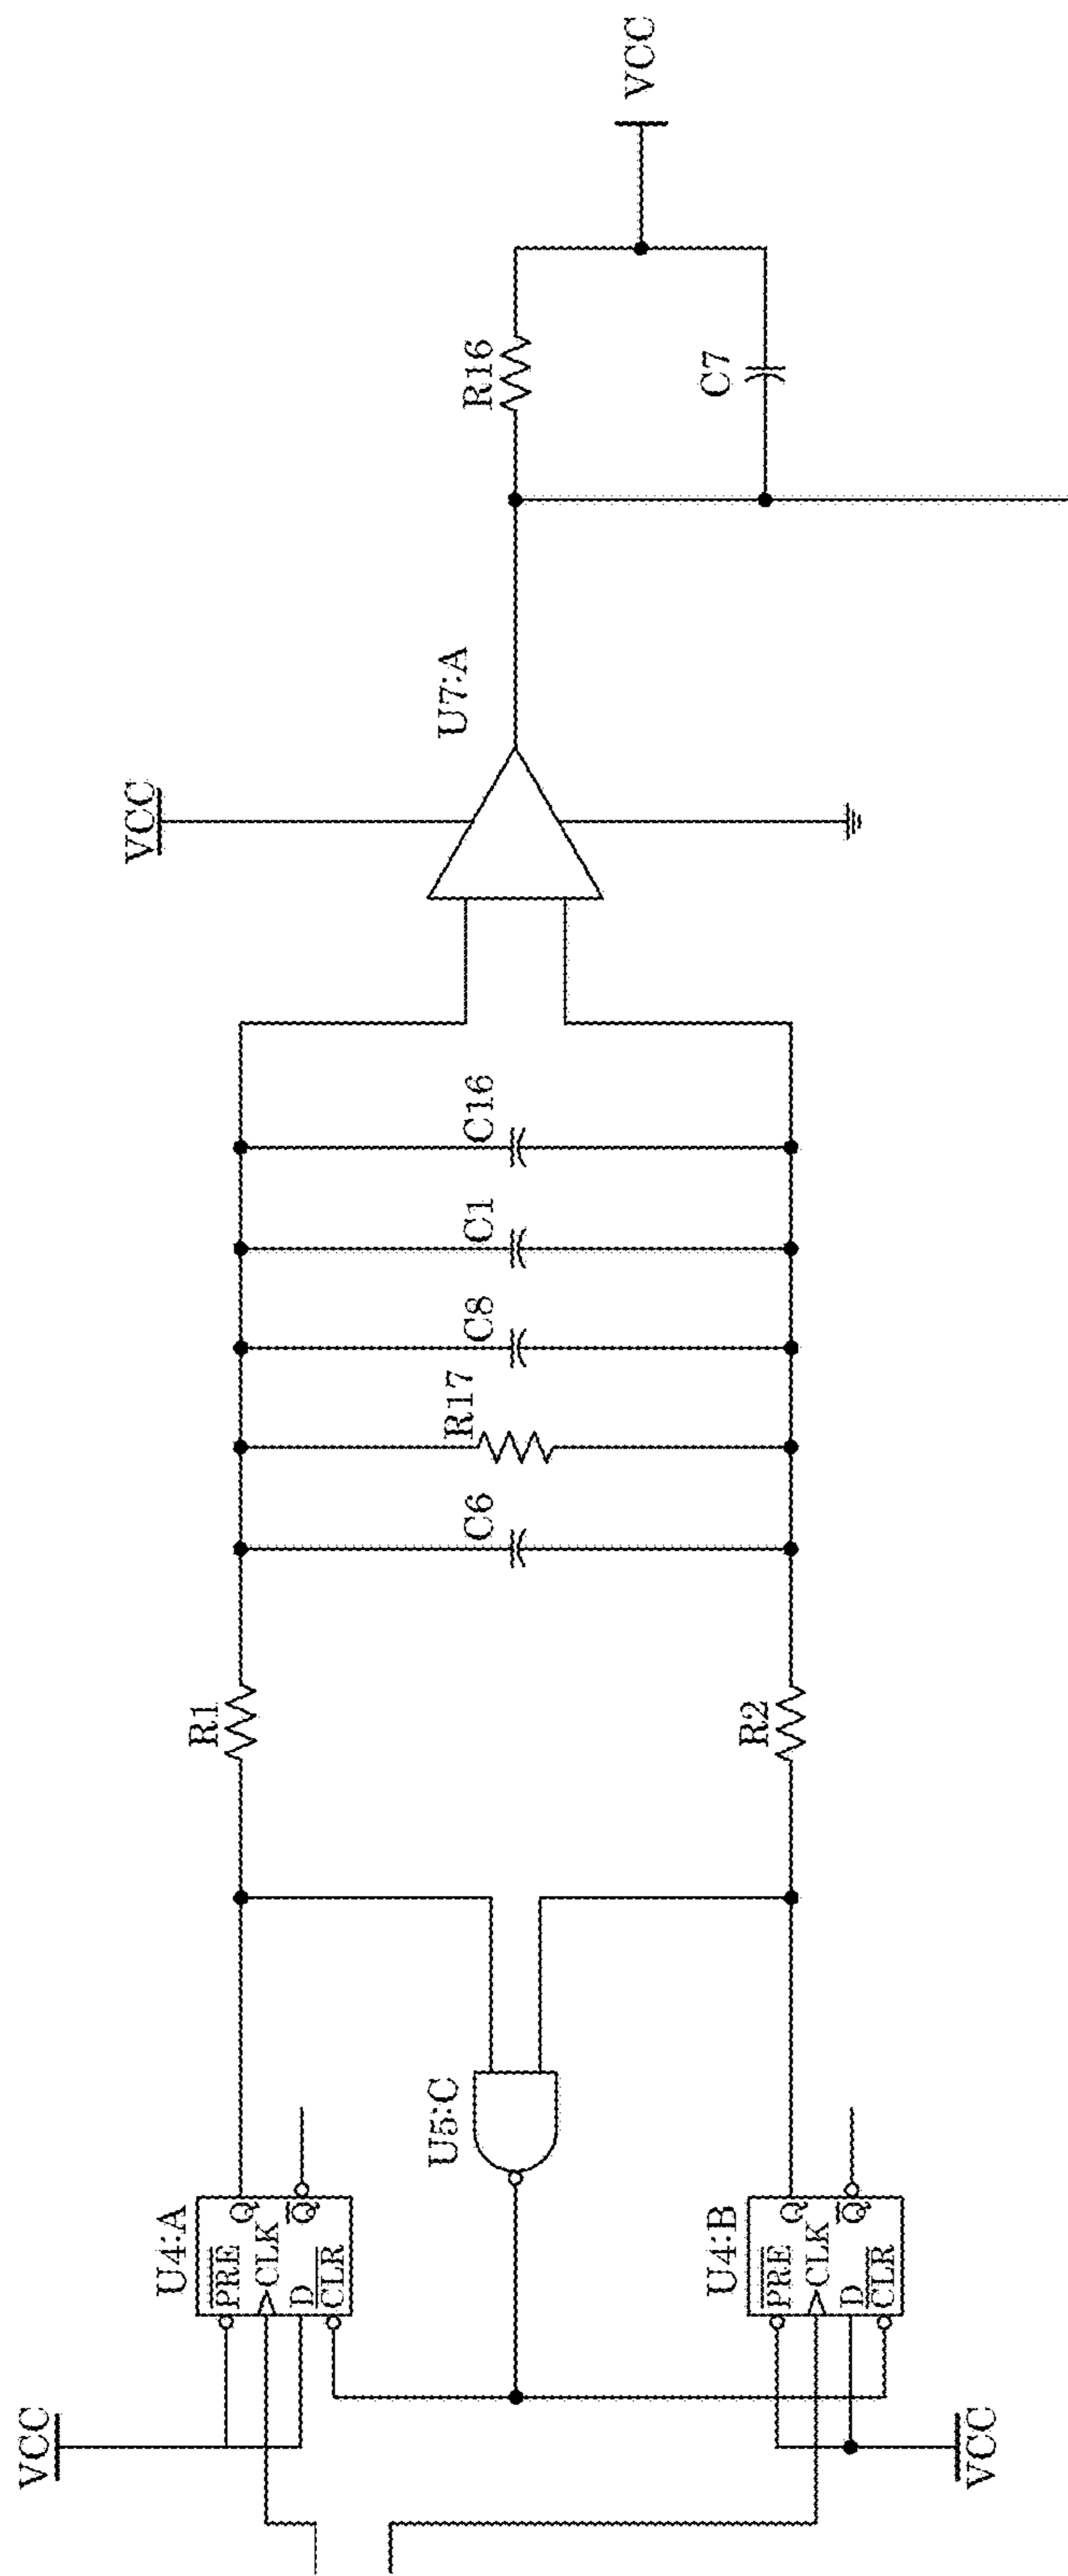 VCC
U4:A
PRE
CLK
D
CLR
Q
Q
U5:C
VCC
U4:B
PRE
CLK
D
CLR
Q
Q
R1
R2
C6
R17
C8
C1
C16
VCC
U7:A
R16
C7
VCC